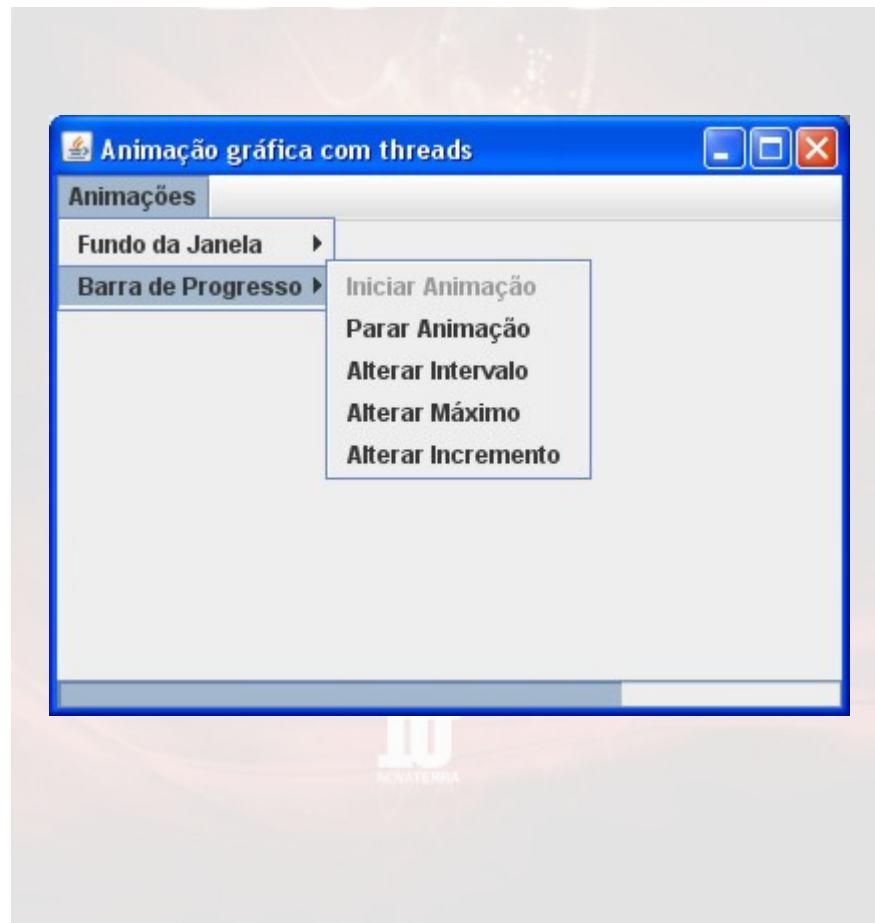 Animação gráfica com threads
Animações
Fundo da Janela
Barra de Progresso
Iniciar Animação
Parar Animação
Alterar Intervalo
Alterar Máximo
Alterar Incremento
NOVATERRA